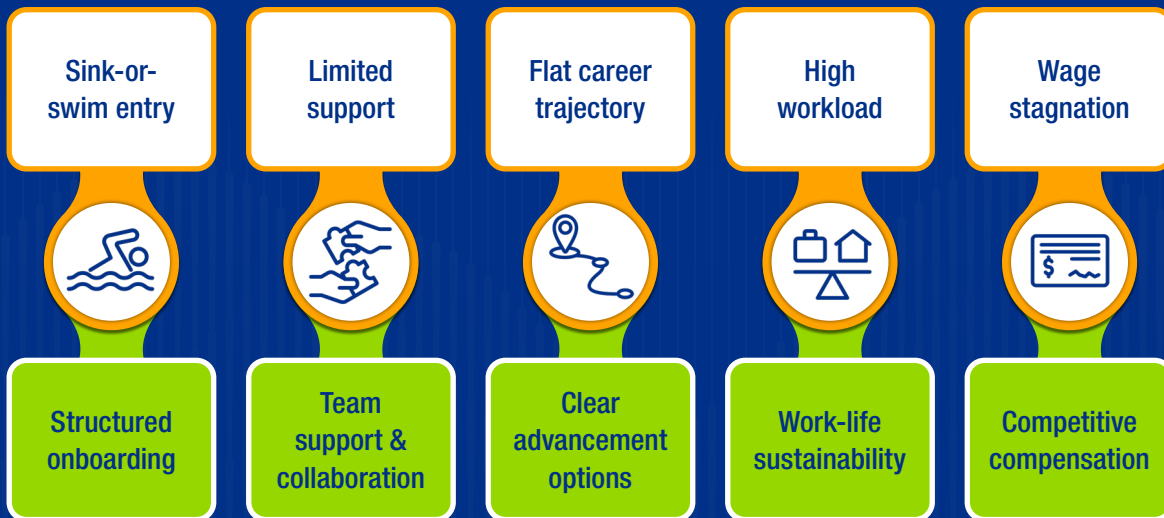 Sink-or-
swim entry
Limited
support
Flat career
trajectory
High
workload
Wage
stagnation
$
Structured
onboarding
Team
support &
collaboration
Clear
advancement
options
Work-life
sustainability
Competitive
compensation